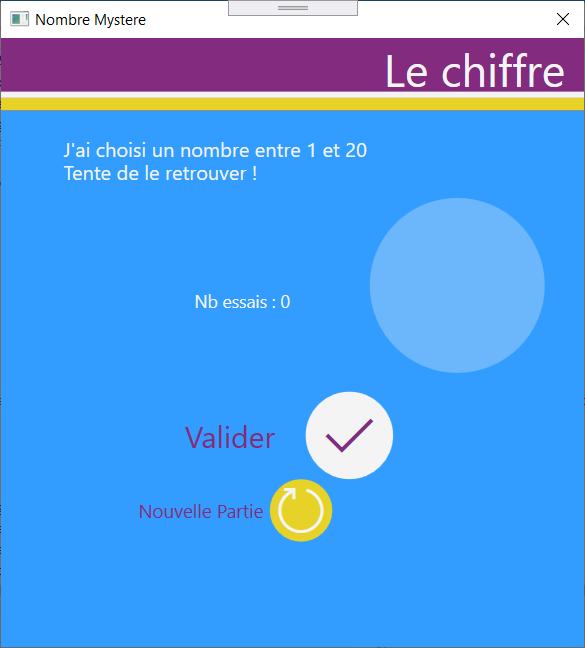 Nombre Mystere
Le chiffre
J'ai choisi un nombre entre 1 et 20
Tente de le retrouver !
Nb essais : 0
Valider
Nouvelle Partie